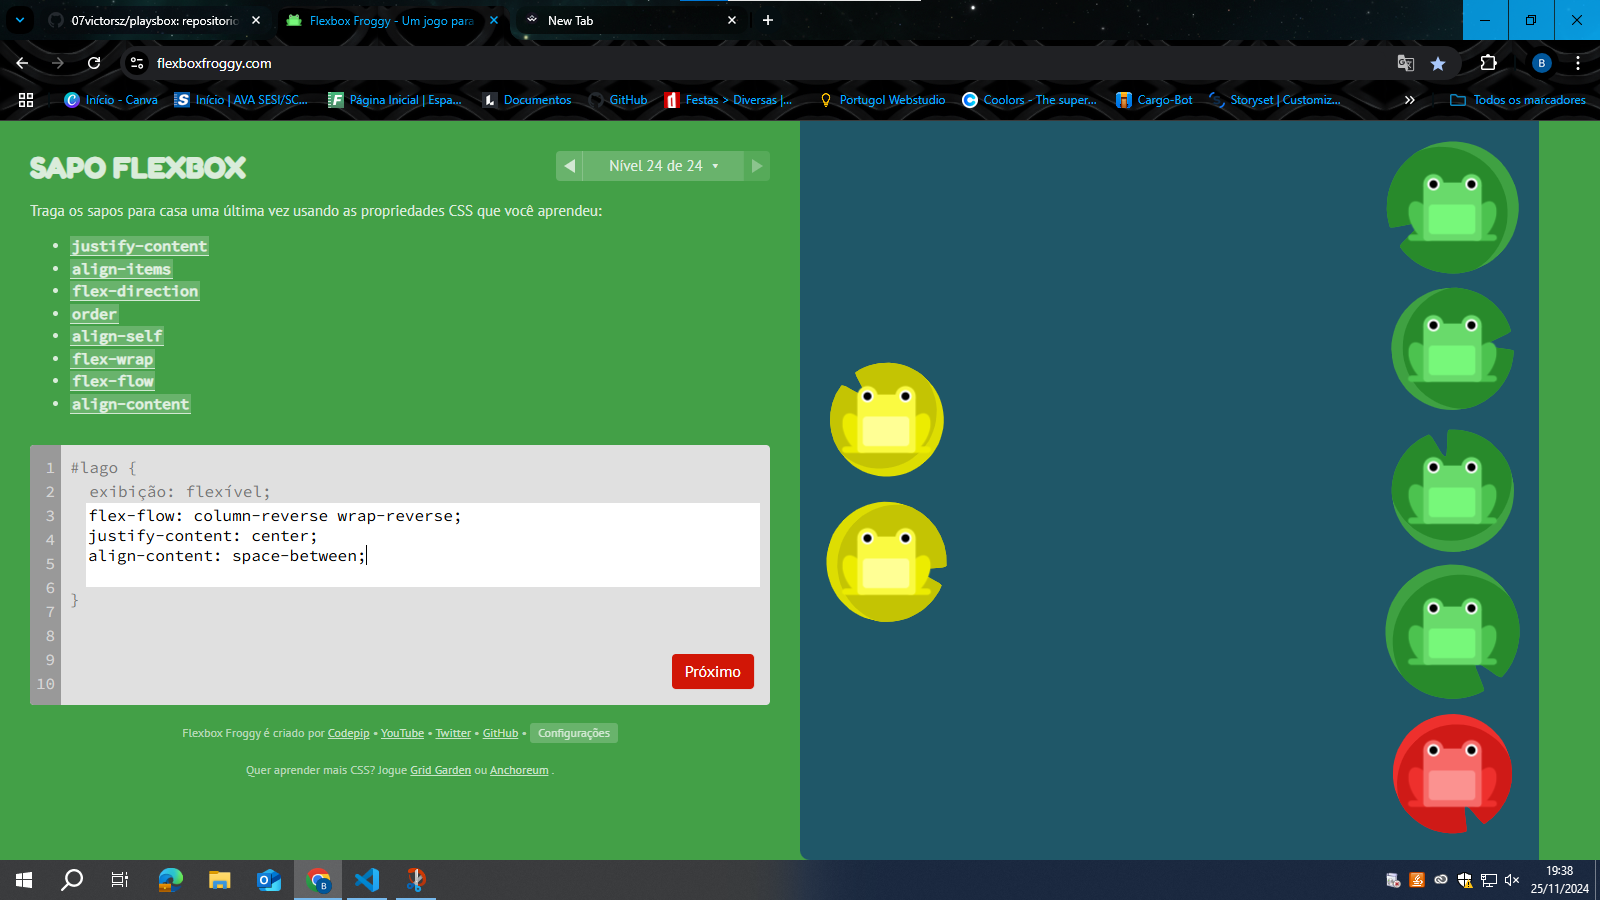 07victorsz/playsbox: repositorio
Flexbox Froggy - Um jogo para
New Tab
flexboxfroggy.com
B
Início - Canva
Início | AVA SESI/SC...
Página Inicial | Espa...
Documentos
GitHub
Festas > Diversas |...
Portugol Webstudio
Coolors - The super...
Cargo-Bot
Storyset | Customiz...
Todos os marcadores
SAPO FLEXBOX
Nível 24 de 24
Traga os sapos para casa uma última vez usando as propriedades CSS que você aprendeu:
justify-content
align-items
flex-direction
order
align-self
flex-wrap
flex-flow
align-content
1 #lago {
2 exibição: flexível;
3 flex-flow: column-reverse wrap-reverse;
4 justify-content: center;
5 align-content: space-between;
6
7 }
8
9
10
Próximo
Flexbox Froggy é criado por Codepip • YouTube • Twitter • GitHub • Configurações
Quer aprender mais CSS? Jogue Grid Garden ou Anchoreum .
19:38
25/11/2024